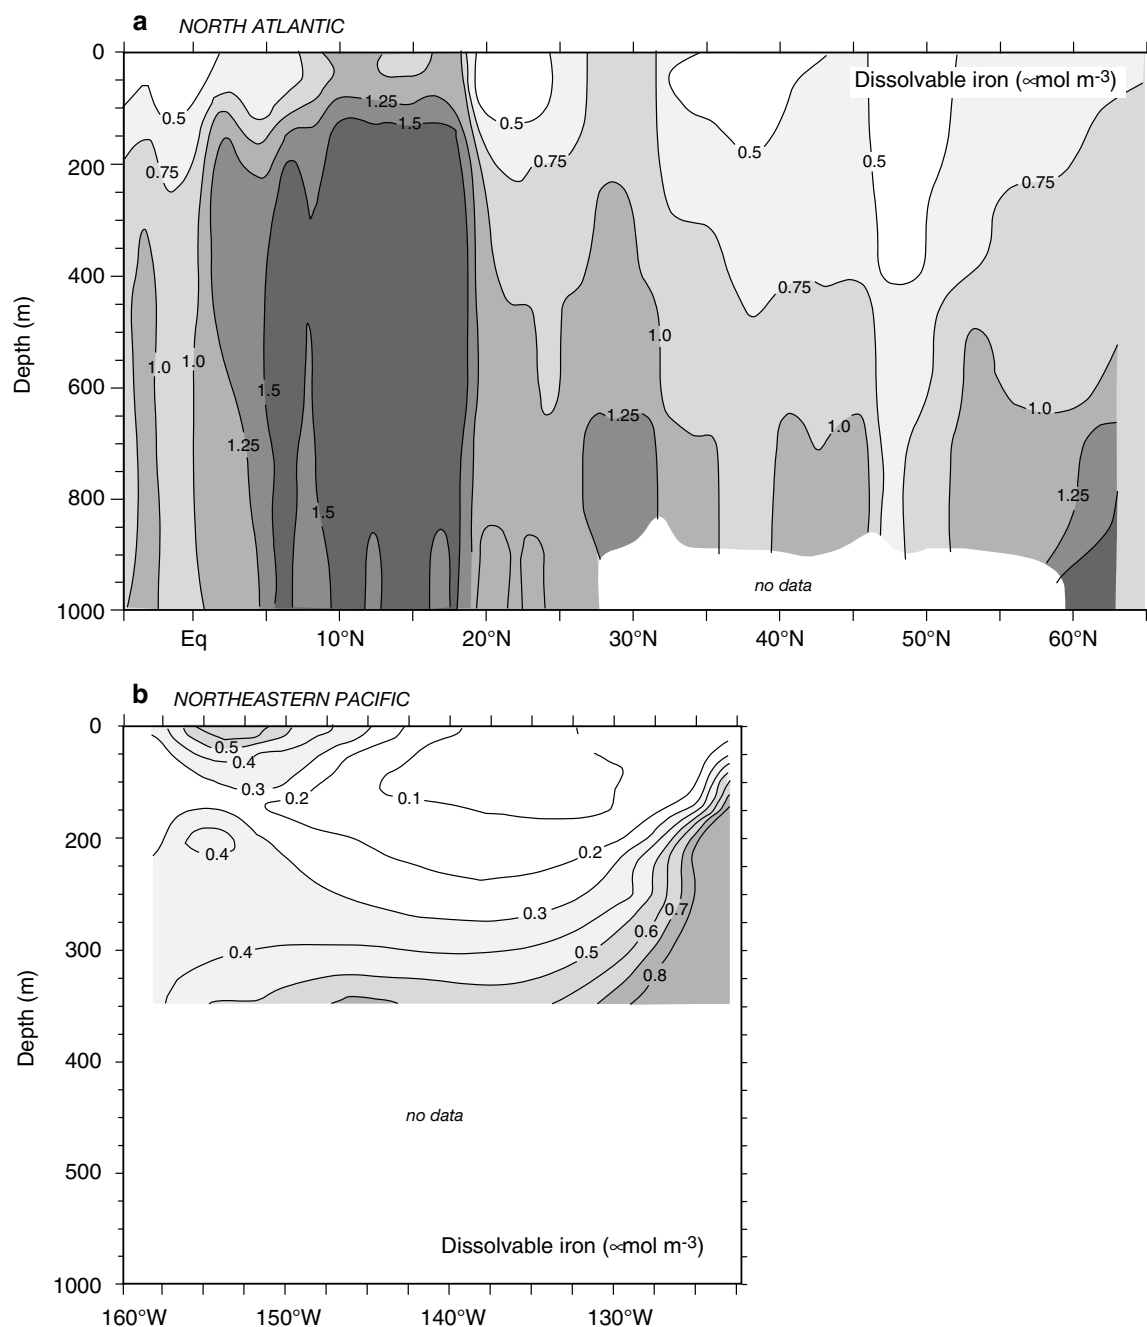 a NORTH ATLANTIC
0
Dissolvable iron (∝mol m-3)
1.25
0.5
1.5
0.5
0.75
0.5
0.5
200
0.75
0.75
400
0.75
Depth (m)
1.0
1.0
1.0
600
1.5
1.0
1.25
1.0
1.25
800
1.25
1.5
no data
1000
Eq
10°N
20°N
30°N
40°N
50°N
60°N
b NORTHEASTERN PACIFIC
0
0.5
0.4
0.3
0.2
0.1
200
0.4
0.2
0.7
0.3
0.6
300
0.4
0.5
0.8
Depth (m)
400
no data
500
Dissolvable iron (∝mol m-3)
1000
160°W
150°W
140°W
130°W